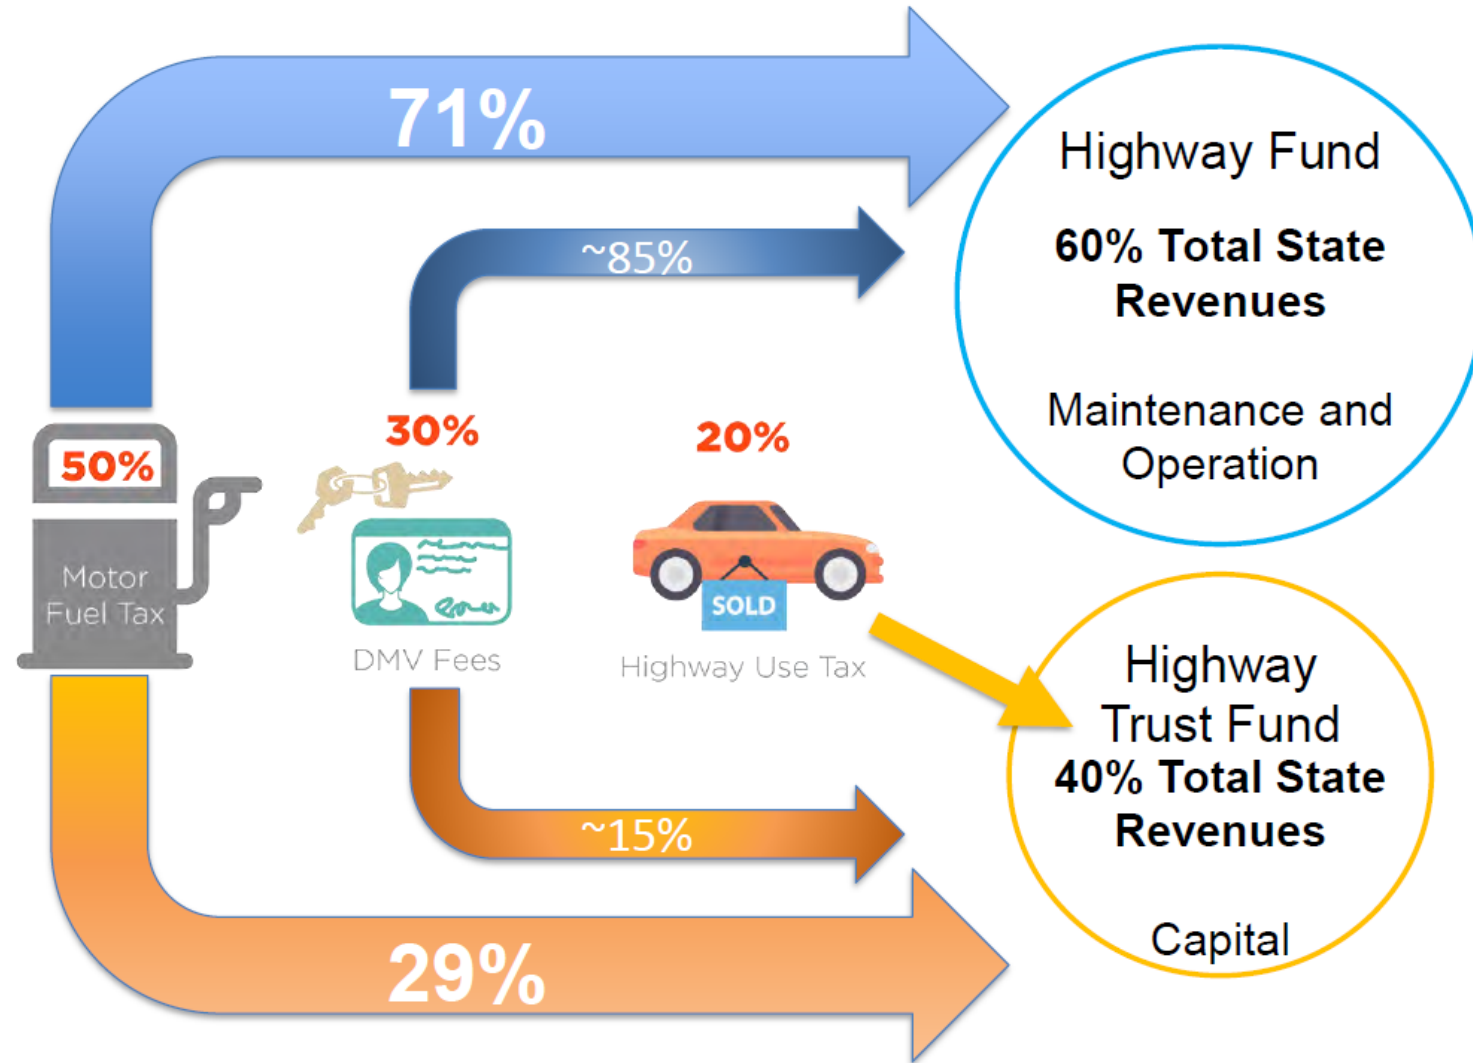 71%
Highway Fund
60% Total State
Revenues
Maintenance and
Operation
~85%
50%
Motor
Fuel Tax
30%
DMV Fees
20%
SOLD
Highway Use Tax
Highway
Trust Fund
40% Total State
Revenues
Capital
~15%
29%